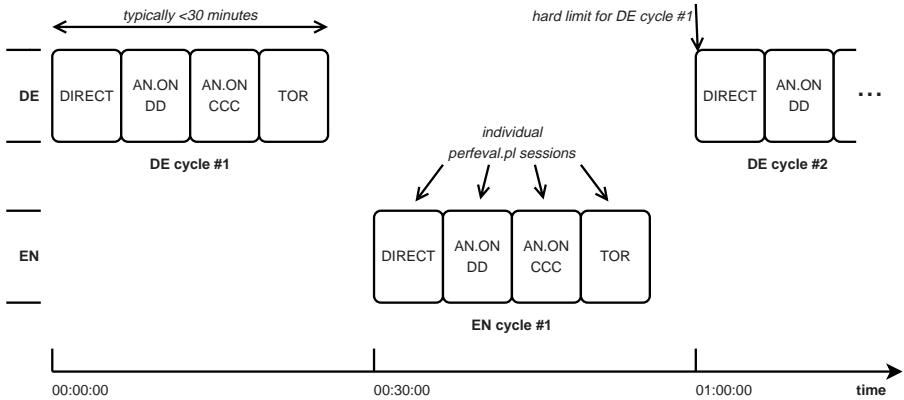 typically <30 minutes
hard limit for DE cycle #1
DE
DIRECT
AN.ON
DD
AN.ON
CCC
TOR
DIRECT
AN.ON
DD
...
DE cycle #1
individual
perfeval.pl sessions
DE cycle #2
EN
DIRECT
AN.ON
DD
AN.ON
CCC
TOR
EN cycle #1
00:00:00
00:30:00
01:00:00
time